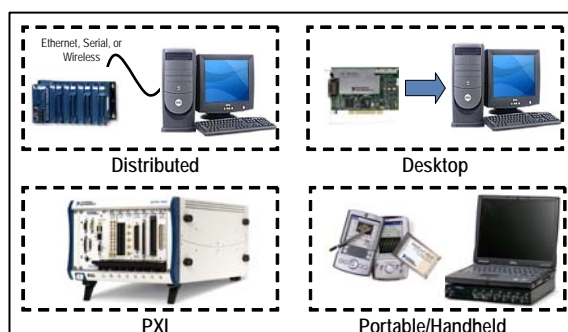 Ethernet, Serial, or
Wireless
Distributed
Desktop
PXI
Portable/Handheld